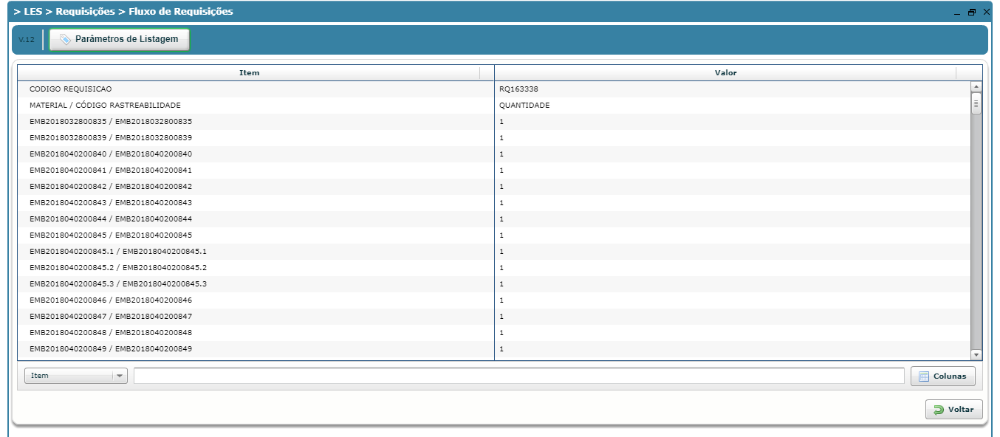 > LES > Requisições > Fluxo de Requisições
V.12 Parâmetros de Listagem
Item Valor
CODIGO REQUISICAO RQ163338
MATERIAL / CÓDIGO RASTREABILIDADE QUANTIDADE
EMB2018032800835 / EMB2018032800835 1
EMB2018032800839 / EMB2018032800839 1
EMB2018040200840 / EMB2018040200840 1
EMB2018040200841 / EMB2018040200841 1
EMB2018040200842 / EMB2018040200842 1
EMB2018040200843 / EMB2018040200843 1
EMB2018040200844 / EMB2018040200844 1
EMB2018040200845 / EMB2018040200845 1
EMB2018040200845.1 / EMB2018040200845.1 1
EMB2018040200845.2 / EMB2018040200845.2 1
EMB2018040200845.3 / EMB2018040200845.3 1
EMB2018040200846 / EMB2018040200846 1
EMB2018040200847 / EMB2018040200847 1
EMB2018040200848 / EMB2018040200848 1
EMB2018040200849 / EMB2018040200849 1
Item Colunas
Voltar